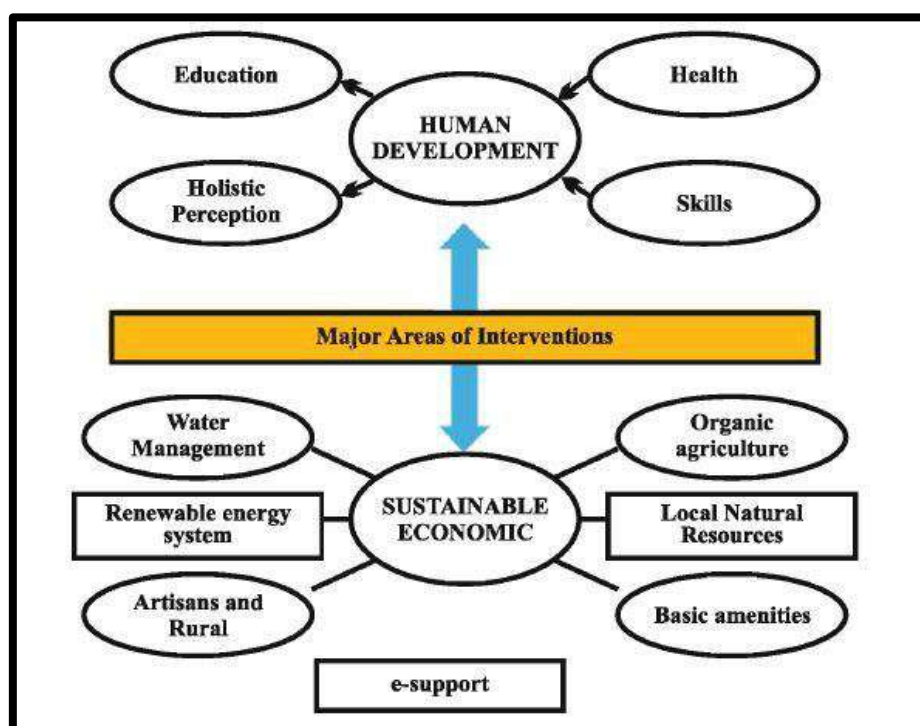 Education
Health
HUMAN
DEVELOPMENT
Holistic
Perception
Skills
Major Areas of Interventions
Water
Management
Organic
agriculture
Renewable energy
system
SUSTAINABLE
ECONOMIC
Local Natural
Resources
Artisans and
Rural
Basic amenities
e-support